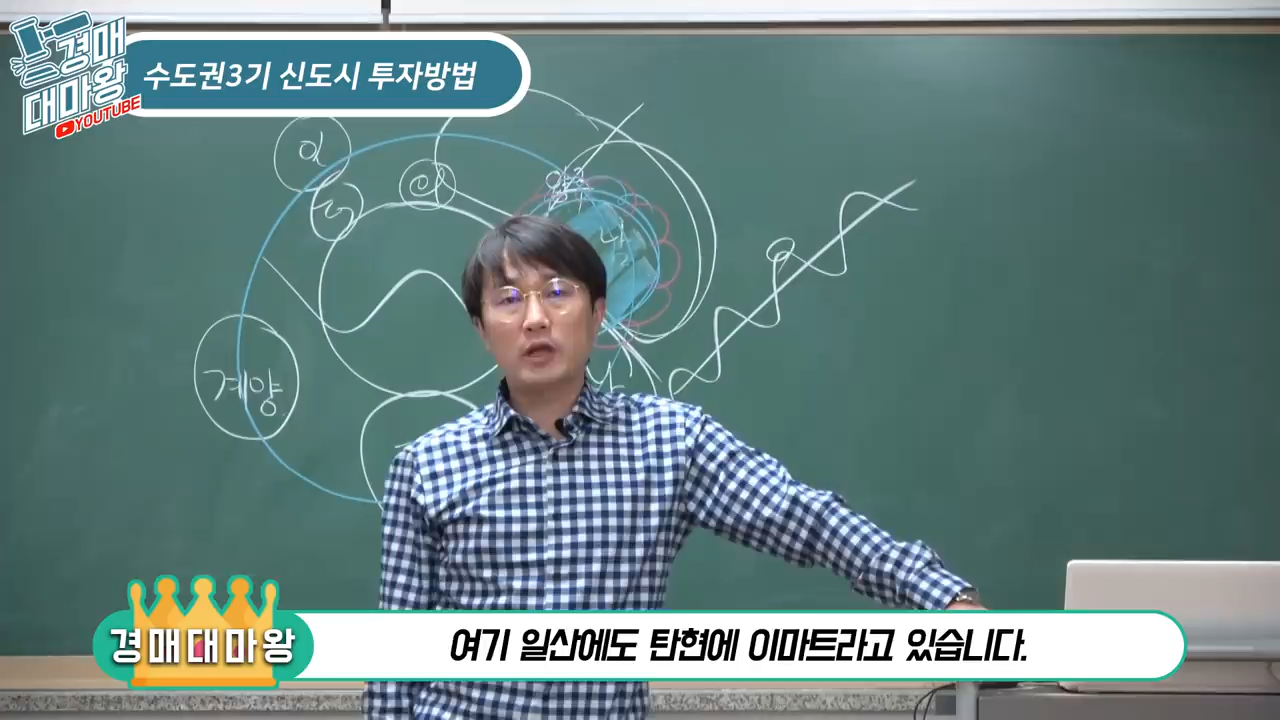 경매
대마왕
YOUTUBE
수도권3기 신도시 투자방법
계양
경매대마왕
여기 일산에도 탄현에 이마트라고 있습니다.